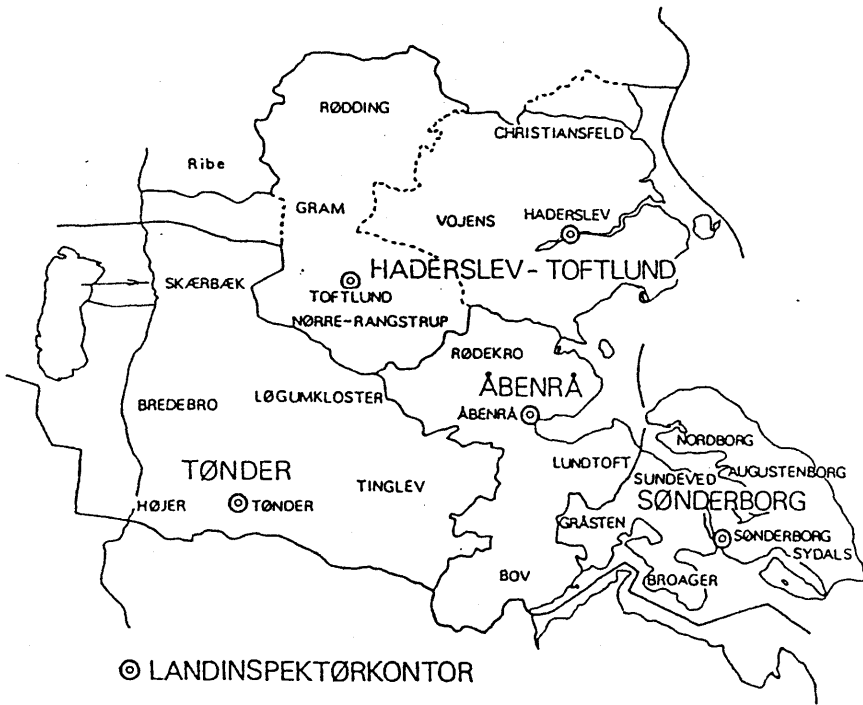 RØDDING
CHRISTIANSFELD
Ribe
GRAM
VOJENS
HADERSLEV
HADERSLEV - TOFTLUND
SKÆRBÆK
TOFTLUND
NØRRE-RANGSTRUP
RØDEKRO
ÅBENRÅ
ÅBENRÅ
BREDEBRO
LØGUMKLOSTER
NORDBORG
LUNDTOFT
AUGUSTENBORG
SUNDEVED
TØNDER
TINGLEV
SØNDERBORG
HØJER
TØNDER
GRÅSTEN
SØNDERBORG
SYDALS
BOV
BROAGER
LANDINSPEKTØRKONTOR